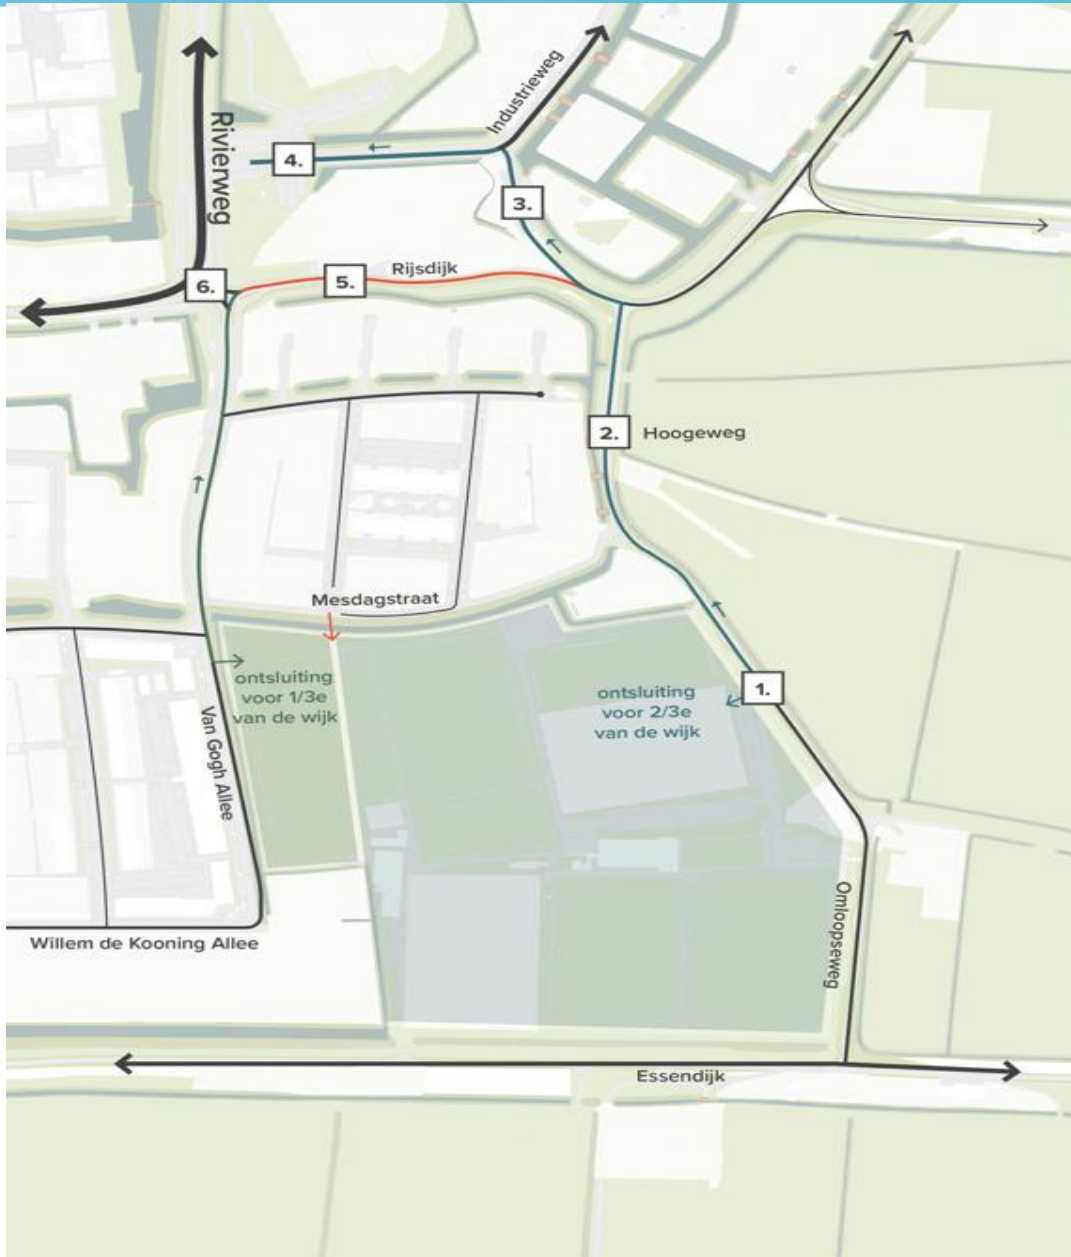 Industrieweg
Rivierweg
4.
3.
Rijsdijk
5.
6.
2. Hoogeweg
Mesdagstraat
ontsluiting
voor 1/3e
van de wijk
ontsluiting
voor 2/3e
van de wijk
1.
Van Gogh Allee
Omloopseweg
Willem de Kooning Allee
Essendijk